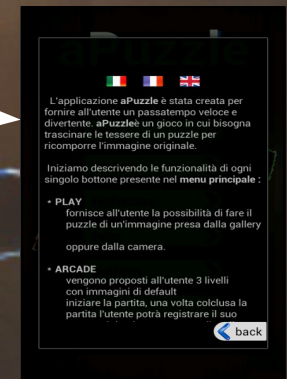 aPuzzle
L'applicazione aPuzzle è stata creata per
fornire all'utente un passatempo veloce e
divertente. aPuzzleè un gioco in cui bisogna
trascinare le tessere di un puzzle per
ricomporre l'immagine originale.
Iniziamo descrivendo le funzionalità di ogni
singolo bottone presente nel menu principale :
* PLAY
fornisce all'utente la possibilità di fare il
puzzle di un'immagine presa dalla gallery
oppure dalla camera.
* ARCADE
vengono proposti all'utente 3 livelli
con immagini di default
iniziare la partita, una volta colclusa la
partita l'utente potrà registrare il suo
back